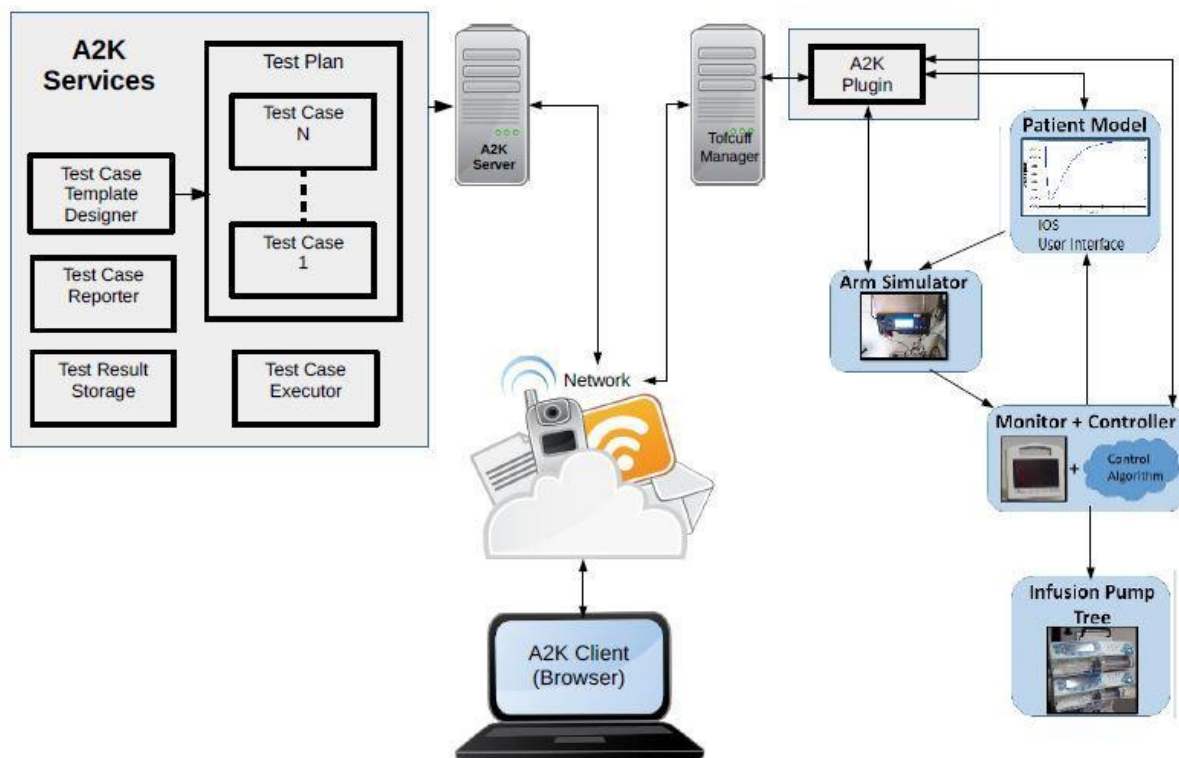 A2K
Services
Test Plan
Test Case
N
Test Case
1
Test Case
Template
Designer
Test Case
Reporter
Test Result
Storage
Test Case
Executor
A2K
Server
Tofcuff
Manager
A2K
Plugin
Patient Model
IOS
User Interface
Arm Simulator
Network
Monitor + Controller
+
Control
Algorithm
Infusion Pump
Tree
A2K Client
(Browser)